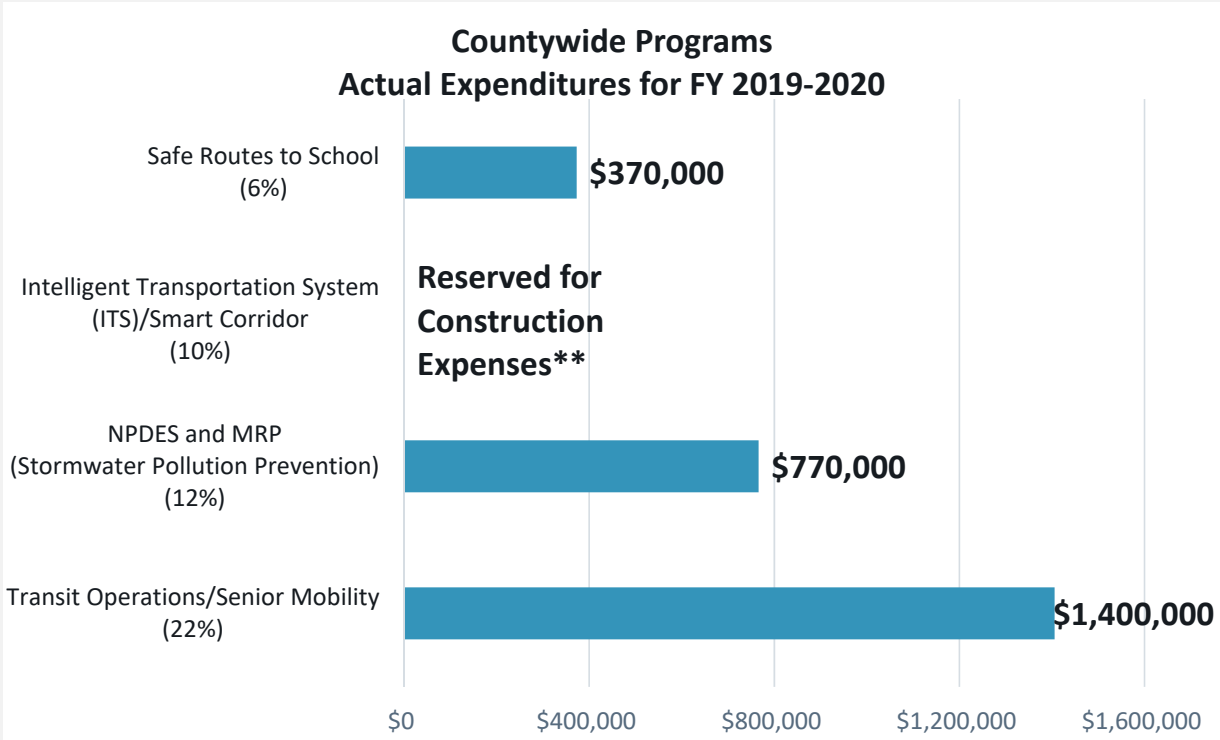 Countywide Programs
Actual Expenditures for FY 2019-2020
Safe Routes to School
(6%)
$370,000
Intelligent Transportation System
(ITS)/Smart Corridor
(10%)
Reserved for
Construction
Expenses**
NPDES and MRP
(Stormwater Pollution Prevention)
(12%)
$770,000
Transit Operations/Senior Mobility
(22%)
$1,400,000
$0 $400,000 $800,000 $1,200,000 $1,600,000